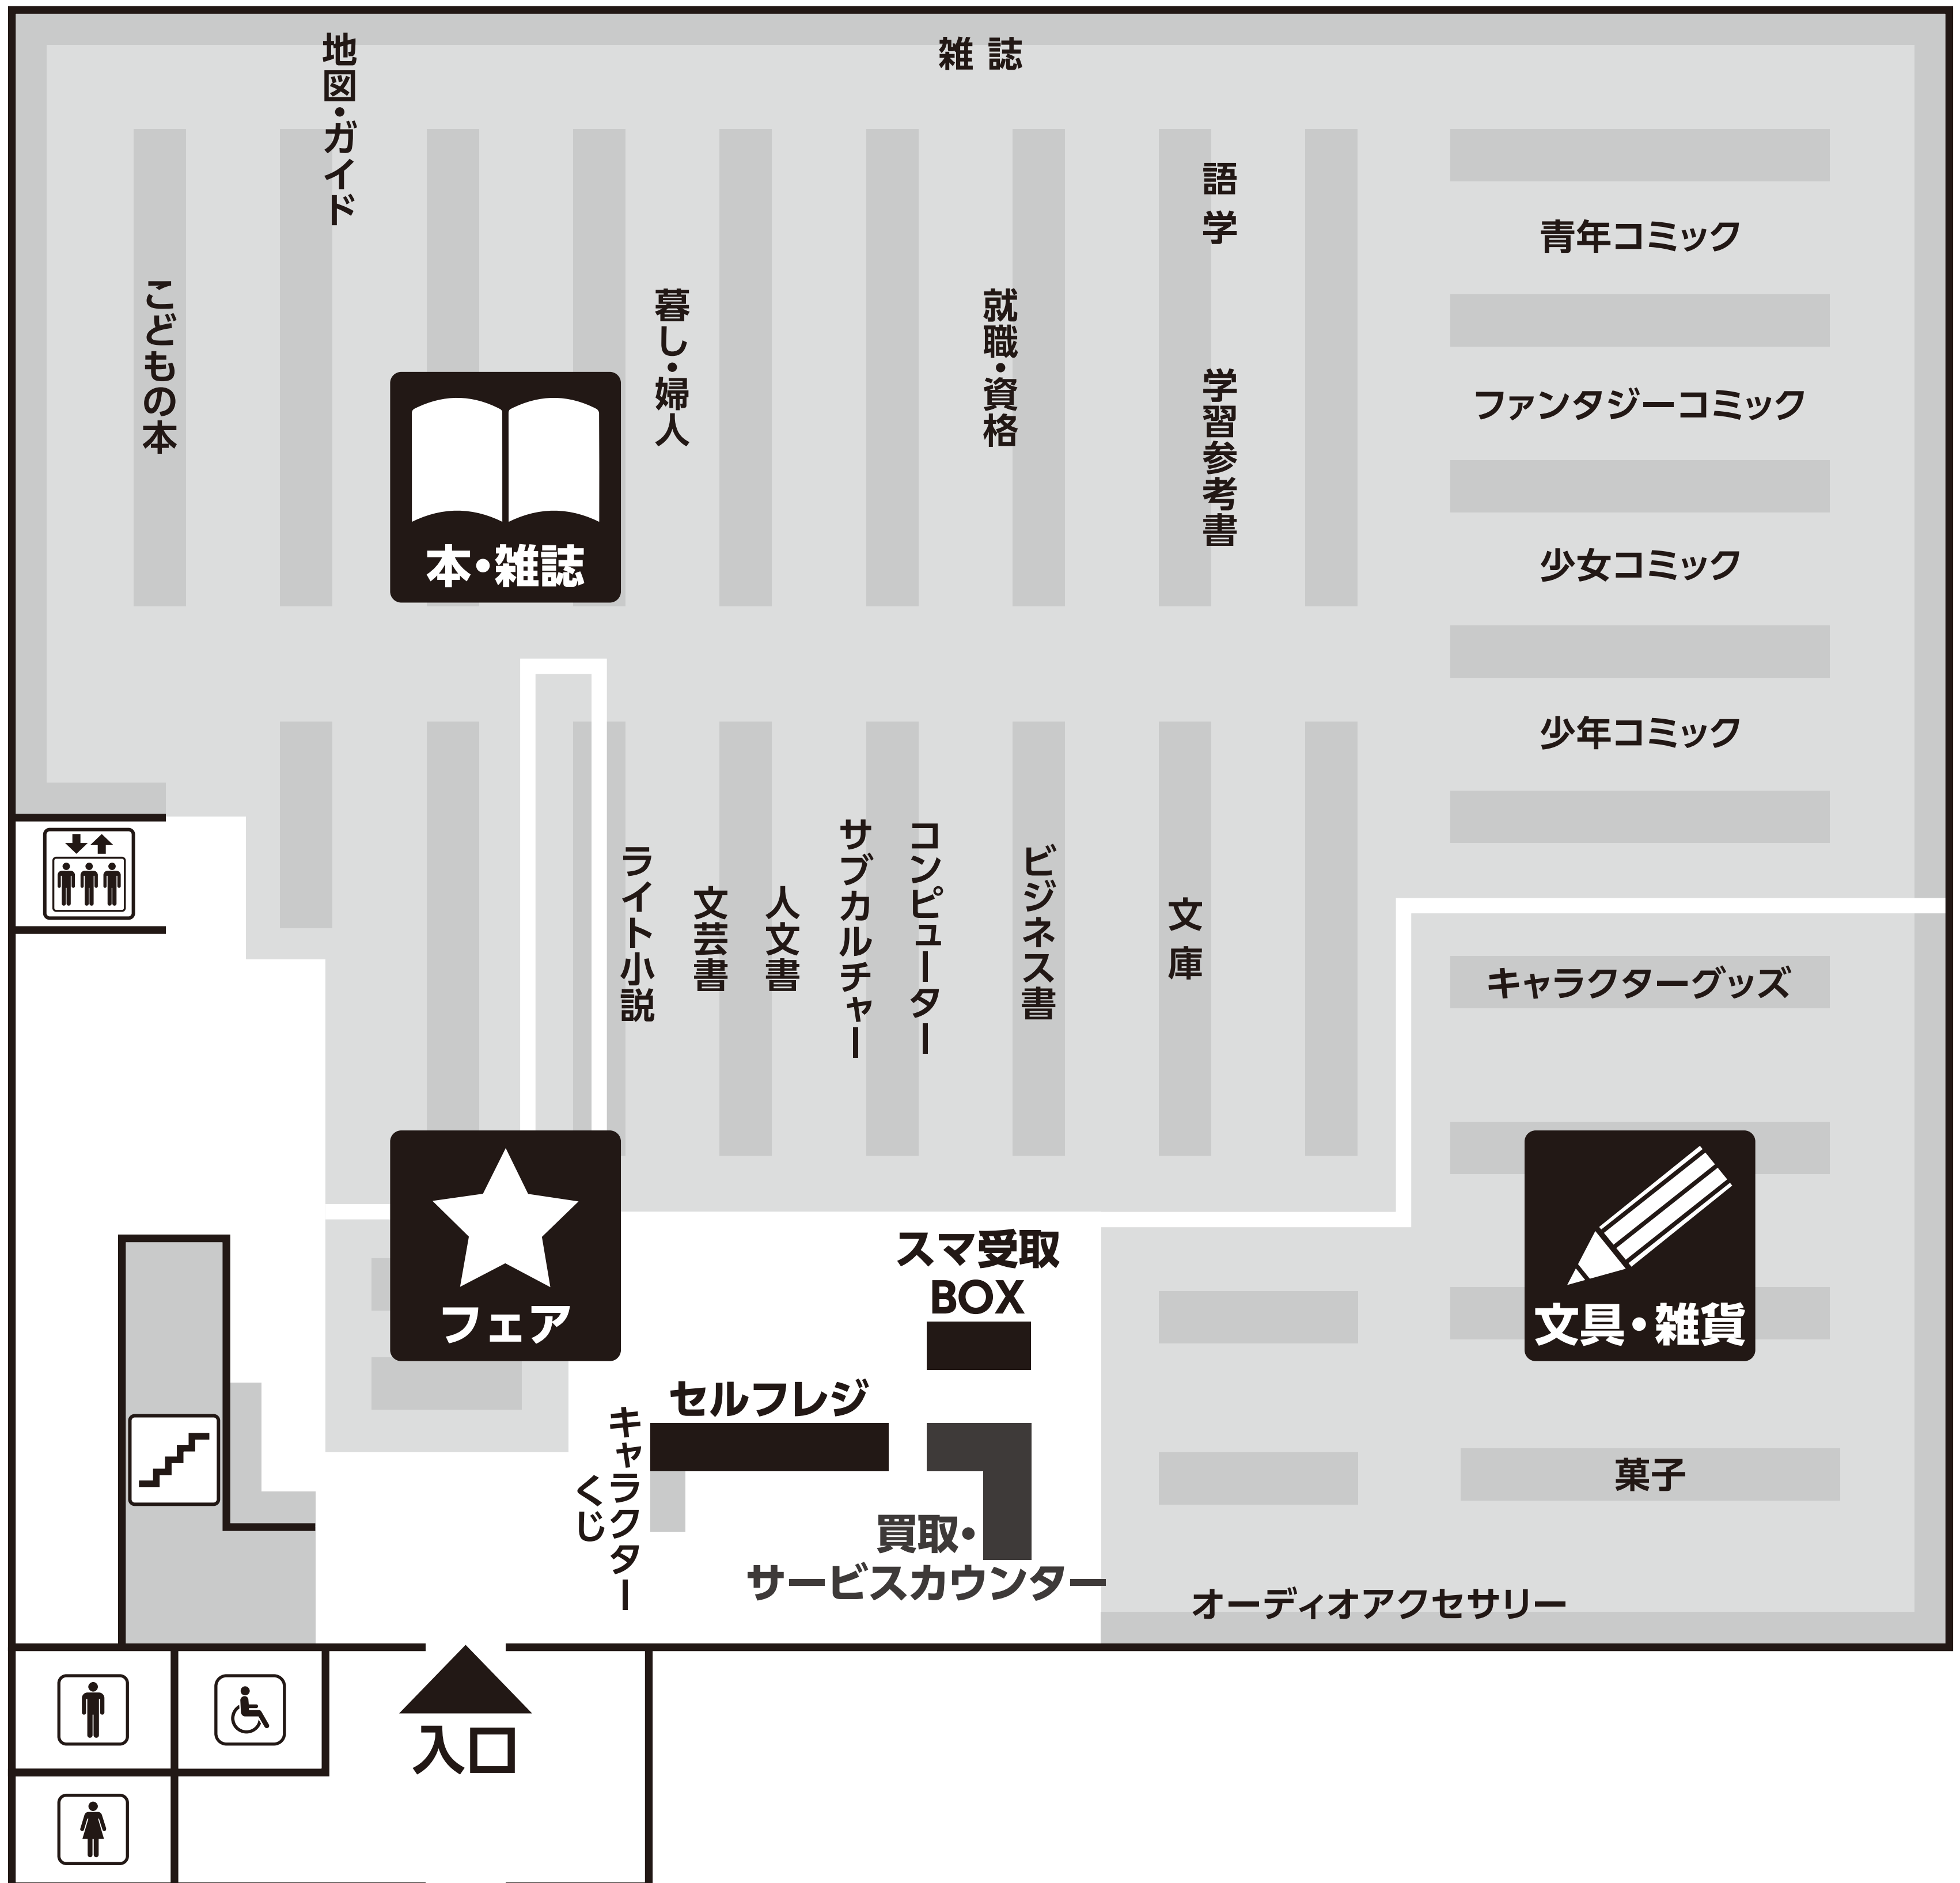 地図・ガイド
雑誌
こどもの本
暮し・婦人
就職・資格
語学
学習参考書
青年コミック
ファンタジーコミック
少女コミック
少年コミック
本・雑誌
ライト小説
文芸書
人文書
サブカルチャー
コンピューター
ビジネス書
文庫
キャラクターグッズ
フェア
文具・雑貨
スマ受取
BOX
セルフレジ
キャラクター
くじ
買取・
サービスカウンター
菓子
オーディオアクセサリー
入口